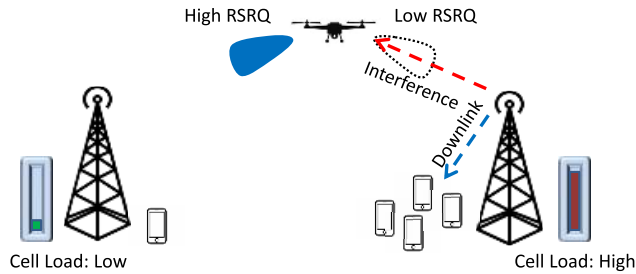 High RSRQ
Low RSRQ
Interference
Downlink
Cell Load: Low
Cell Load: High